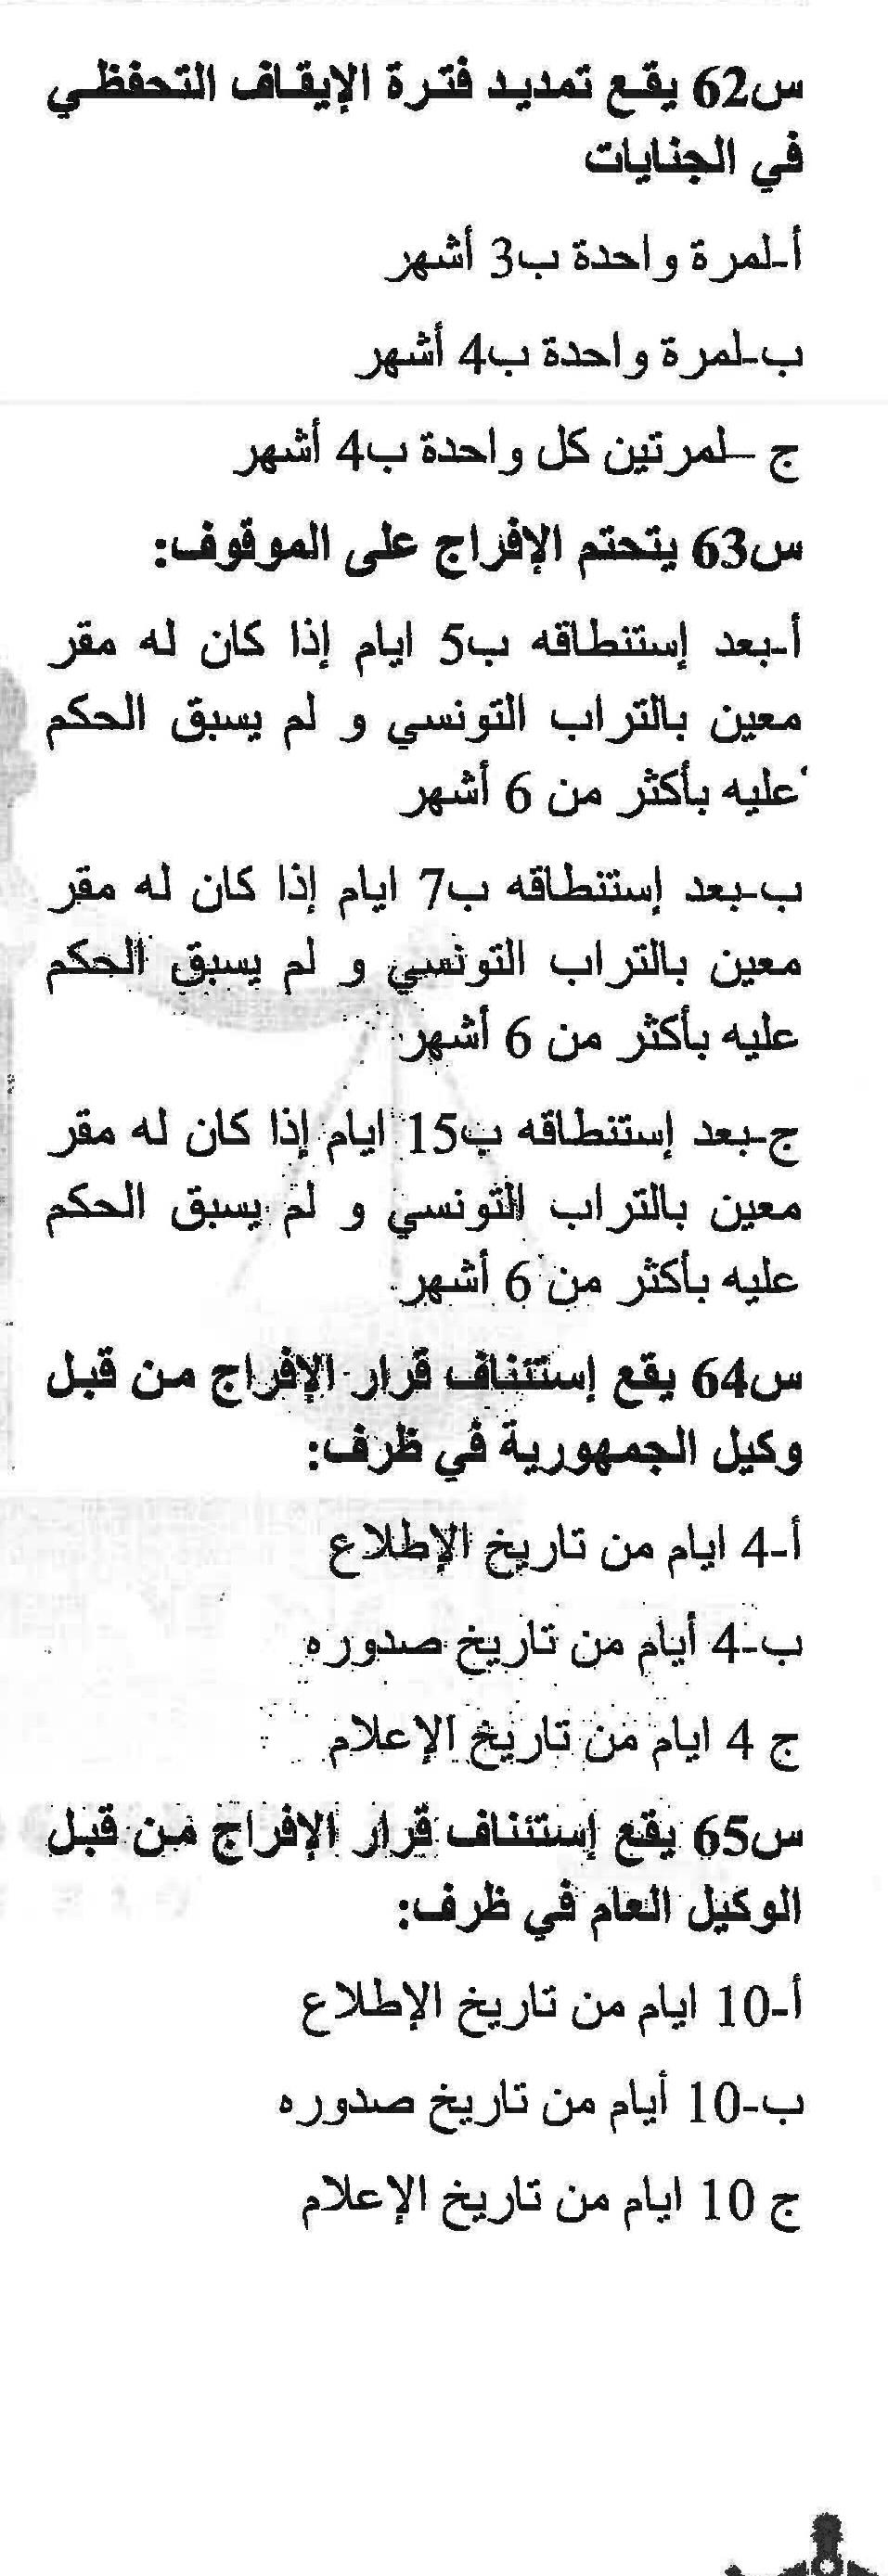 س62 يقع تمديد فترة الإيقاف التحفظي
في الجنايات
أ-لمرة واحدة ب3 أشهر
ب-لمرة واحدة ب4 أشهر
ج –لمرتين كل واحدة ب4 أشهر
س63 يتحتم الإفراج على الموقوف:
أ-بعد إستنطاقه ب5 ايام إذا كان له مقر
معين بالتراب التونسي و لم يسبق الحكم
عليه بأكثر من 6 أشهر
ب-بعد إستنطاقه ب7 ايام إذا كان له مقر
معين بالتراب التونسي و لم يسبق الحكم
عليه بأكثر من 6 أشهر
ج-بعد إستنطاقه ب15 ايام إذا كان له مقر
معين بالتراب التونسي و لم يسبق الحكم
عليه بأكثر من 6 أشهر
س64 يقع إستئناف قرار الإفراج من قبل
وكيل الجمهورية في ظرف:
أ-4 ايام من تاريخ الإطلاع
ب-4 أيام من تاريخ صدوره
ج 4 ايام من تاريخ الإعلام
س65 يقع إستئناف قرار الإفراج من قبل
الوكيل العام في ظرف:
أ-10 ايام من تاريخ الإطلاع
ب-10 أيام من تاريخ صدوره
ج 10 ايام من تاريخ الإعلام